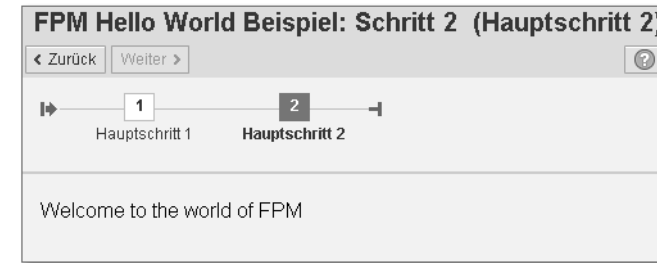 FPM Hello World Beispiel: Schritt 2 (Hauptschritt 2)
Zurück Weiter ?
1 2
Hauptschritt 1 Hauptschritt 2
Welcome to the world of FPM